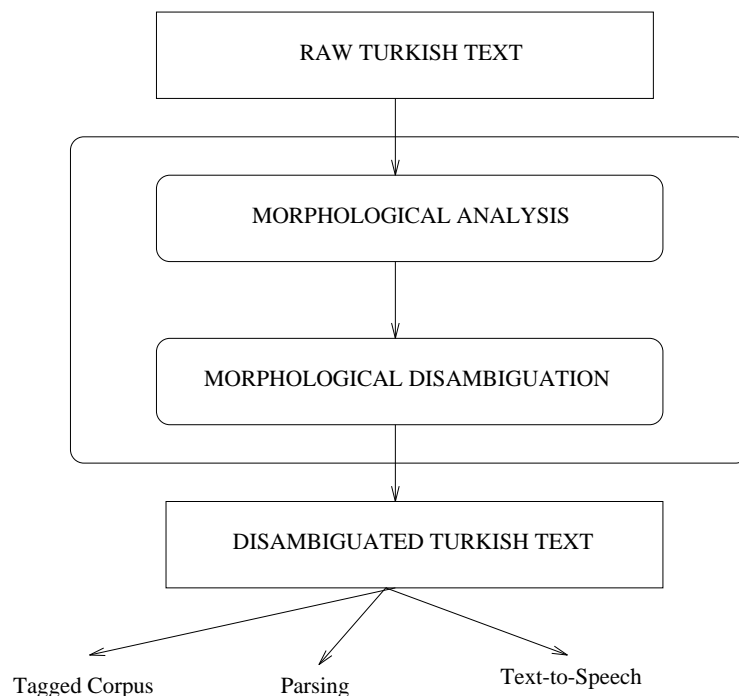 RAW TURKISH TEXT
MORPHOLOGICAL ANALYSIS
MORPHOLOGICAL DISAMBIGUATION
DISAMBIGUATED TURKISH TEXT
Tagged Corpus
Parsing
Text-to-Speech